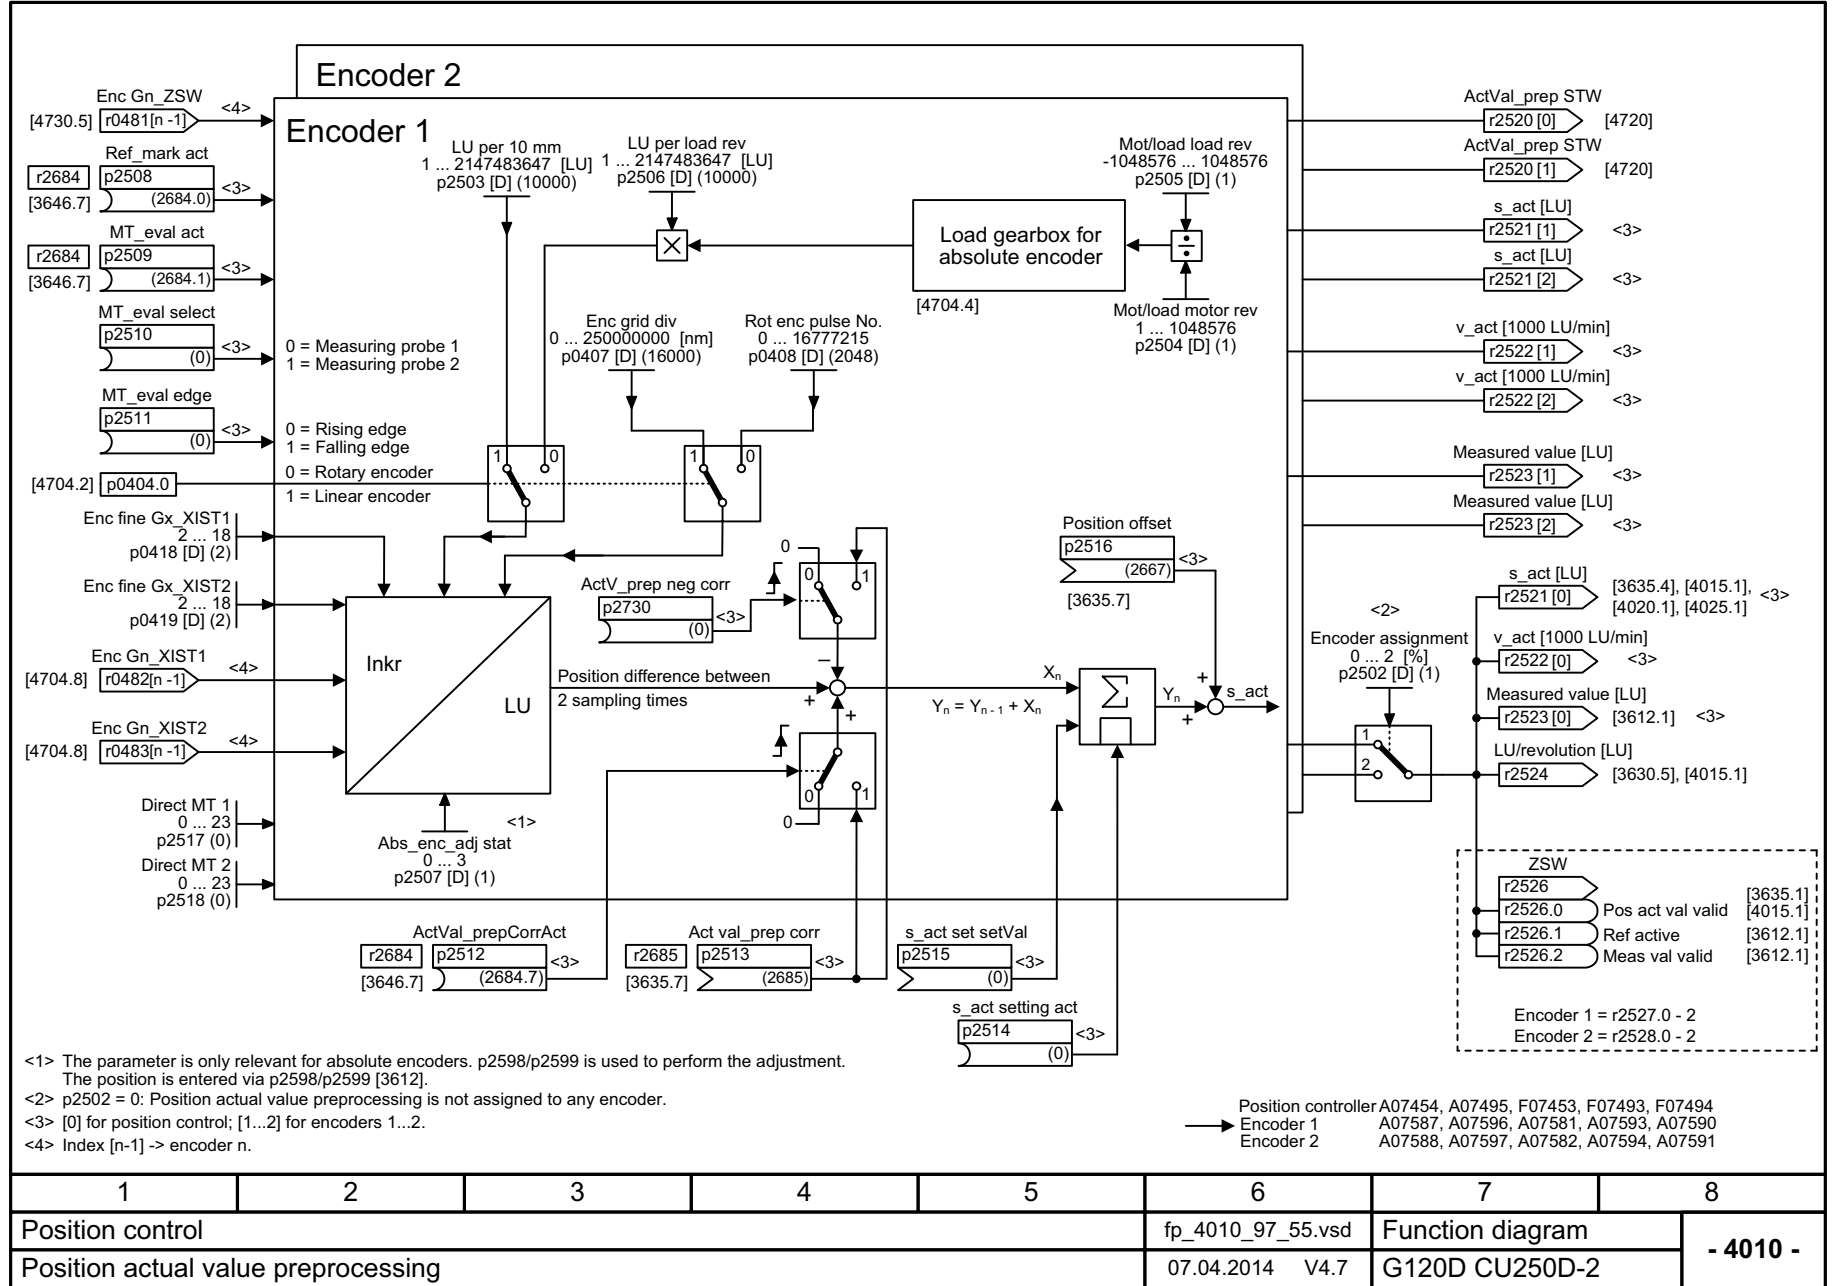 Encoder 2
Encoder 1
Enc Gn_ZSW
[4730.5] r0481[n -1] <4>
Ref_mark act
r2684 p2508
[3646.7] (2684.0) <3>
MT_eval act
r2684 p2509
[3646.7] (2684.1) <3>
MT_eval select
p2510
(0) <3>
0 = Measuring probe 1
1 = Measuring probe 2
MT_eval edge
p2511
(0) <3>
0 = Rising edge
1 = Falling edge
[4704.2] p0404.0
0 = Rotary encoder
1 = Linear encoder
Enc fine Gx_XIST1
2 ... 18
p0418 [D] (2)
Enc fine Gx_XIST2
2 ... 18
p0419 [D] (2)
Enc Gn_XIST1
[4704.8] r0482[n -1] <4>
Enc Gn_XIST2
[4704.8] r0483[n -1] <4>
Direct MT 1
0 ... 23
p2517 (0)
Direct MT 2
0 ... 23
p2518 (0)
LU per 10 mm
1 ... 2147483647 [LU]
p2503 [D] (10000)
LU per load rev
1 ... 2147483647 [LU]
p2506 [D] (10000)
Mot/load load rev
-1048576 ... 1048576
p2505 [D] (1)
×
Load gearbox for
absolute encoder
[4704.4]
÷
Mot/load motor rev
1 ... 1048576
p2504 [D] (1)
Enc grid div
0 ... 250000000 [nm]
p0407 [D] (16000)
Rot enc pulse No.
0 ... 16777215
p0408 [D] (2048)
1 0
1 0
Inkr
LU
Abs_enc_adj stat
0 ... 3
p2507 [D] (1)
<1>
ActV_prep neg corr
p2730
(0) <3>
0
0 1
–
Position difference between
2 sampling times
+
+
0 1
0
Xn
Yn = Yn - 1 + Xn
Σ
Yn
+
+
s_act
Position offset
p2516
(2667) <3>
[3635.7]
ActVal_prepCorrAct
r2684 p2512
[3646.7] (2684.7) <3>
Act val_prep corr
r2685 p2513
[3635.7] (2685) <3>
s_act set setVal
p2515
(0) <3>
s_act setting act
p2514
(0) <3>
ActVal_prep STW
r2520 [0] [4720]
ActVal_prep STW
r2520 [1] [4720]
s_act [LU]
r2521 [1] <3>
s_act [LU]
r2521 [2] <3>
v_act [1000 LU/min]
r2522 [1] <3>
v_act [1000 LU/min]
r2522 [2] <3>
Measured value [LU]
r2523 [1] <3>
Measured value [LU]
r2523 [2] <3>
<2>
Encoder assignment
0 ... 2 [%]
p2502 [D] (1)
1
2
s_act [LU]
r2521 [0] [3635.4], [4015.1], <3>
[4020.1], [4025.1]
v_act [1000 LU/min]
r2522 [0] <3>
Measured value [LU]
r2523 [0] [3612.1] <3>
LU/revolution [LU]
r2524 [3630.5], [4015.1]
ZSW
r2526 [3635.1]
r2526.0 Pos act val valid [4015.1]
r2526.1 Ref active [3612.1]
r2526.2 Meas val valid [3612.1]
Encoder 1 = r2527.0 - 2
Encoder 2 = r2528.0 - 2
<1> The parameter is only relevant for absolute encoders. p2598/p2599 is used to perform the adjustment.
The position is entered via p2598/p2599 [3612].
<2> p2502 = 0: Position actual value preprocessing is not assigned to any encoder.
<3> [0] for position control; [1...2] for encoders 1...2.
<4> Index [n-1] -> encoder n.
Position controller A07454, A07495, F07453, F07493, F07494
Encoder 1 A07587, A07596, A07581, A07593, A07590
Encoder 2 A07588, A07597, A07582, A07594, A07591
1 2 3 4 5 6 7 8
Position control fp_4010_97_55.vsd Function diagram
- 4010 -
Position actual value preprocessing 07.04.2014 V4.7 G120D CU250D-2